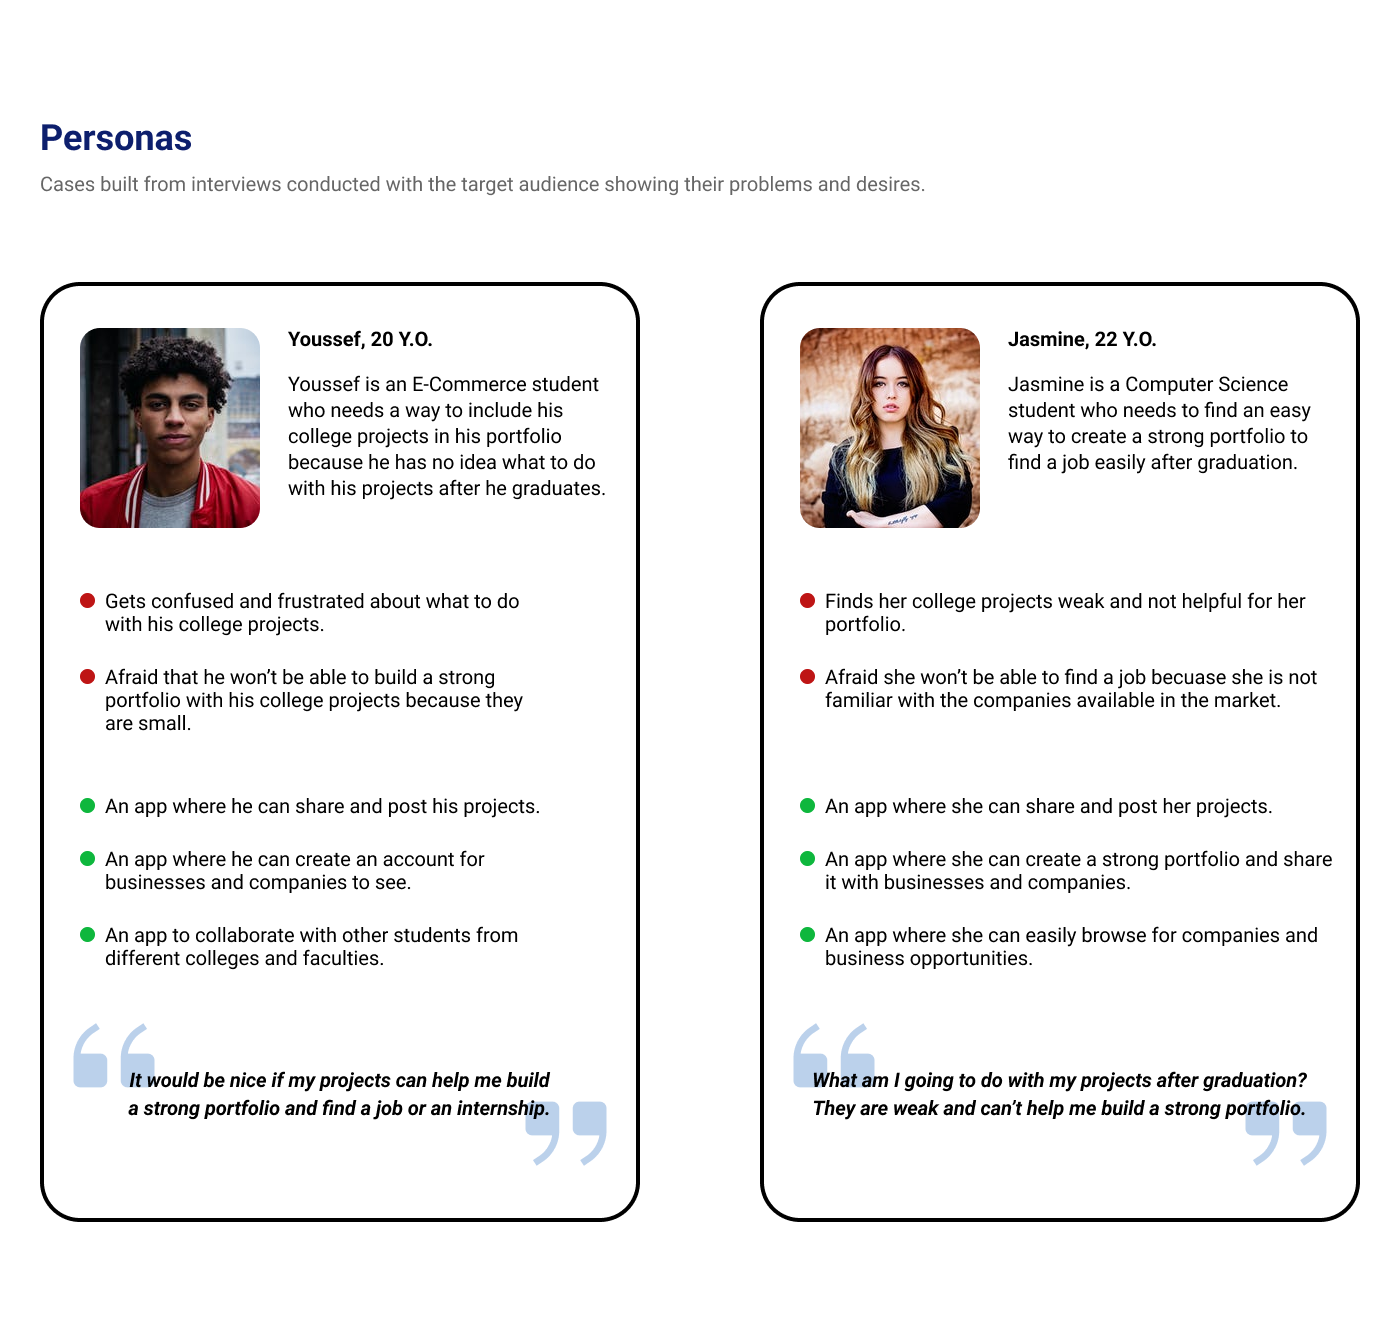 Personas
Cases built from interviews conducted with the target audience showing their problems and desires.
Youssef, 20 Y.O.
Youssef is an E-Commerce student
who needs a way to include his
college projects in his portfolio
because he has no idea what to do
with his projects after he graduates.
Gets confused and frustrated about what to do
with his college projects.
Afraid that he won’t be able to build a strong
portfolio with his college projects because they
are small.
An app where he can share and post his projects.
An app where he can create an account for
businesses and companies to see.
An app to collaborate with other students from
different colleges and faculties.
It would be nice if my projects can help me build
a strong portfolio and find a job or an internship.
Jasmine, 22 Y.O.
Jasmine is a Computer Science
student who needs to find an easy
way to create a strong portfolio to
find a job easily after graduation.
Finds her college projects weak and not helpful for her
portfolio.
Afraid she won’t be able to find a job becuase she is not
familiar with the companies available in the market.
An app where she can share and post her projects.
An app where she can create a strong portfolio and share
it with businesses and companies.
An app where she can easily browse for companies and
business opportunities.
What am I going to do with my projects after graduation?
They are weak and can’t help me build a strong portfolio.